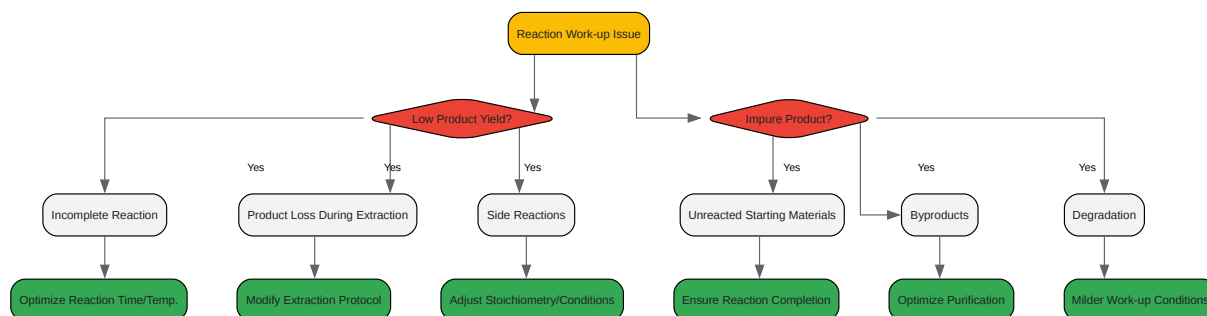 Reaction Work-up Issue
Low Product Yield?
Impure Product?
Yes
Yes
Yes
Yes
Yes
Yes
Incomplete Reaction
Product Loss During Extraction
Side Reactions
Unreacted Starting Materials
Byproducts
Degradation
Optimize Reaction Time/Temp.
Modify Extraction Protocol
Adjust Stoichiometry/Conditions
Ensure Reaction Completion
Optimize Purification
Milder Work-up Conditions